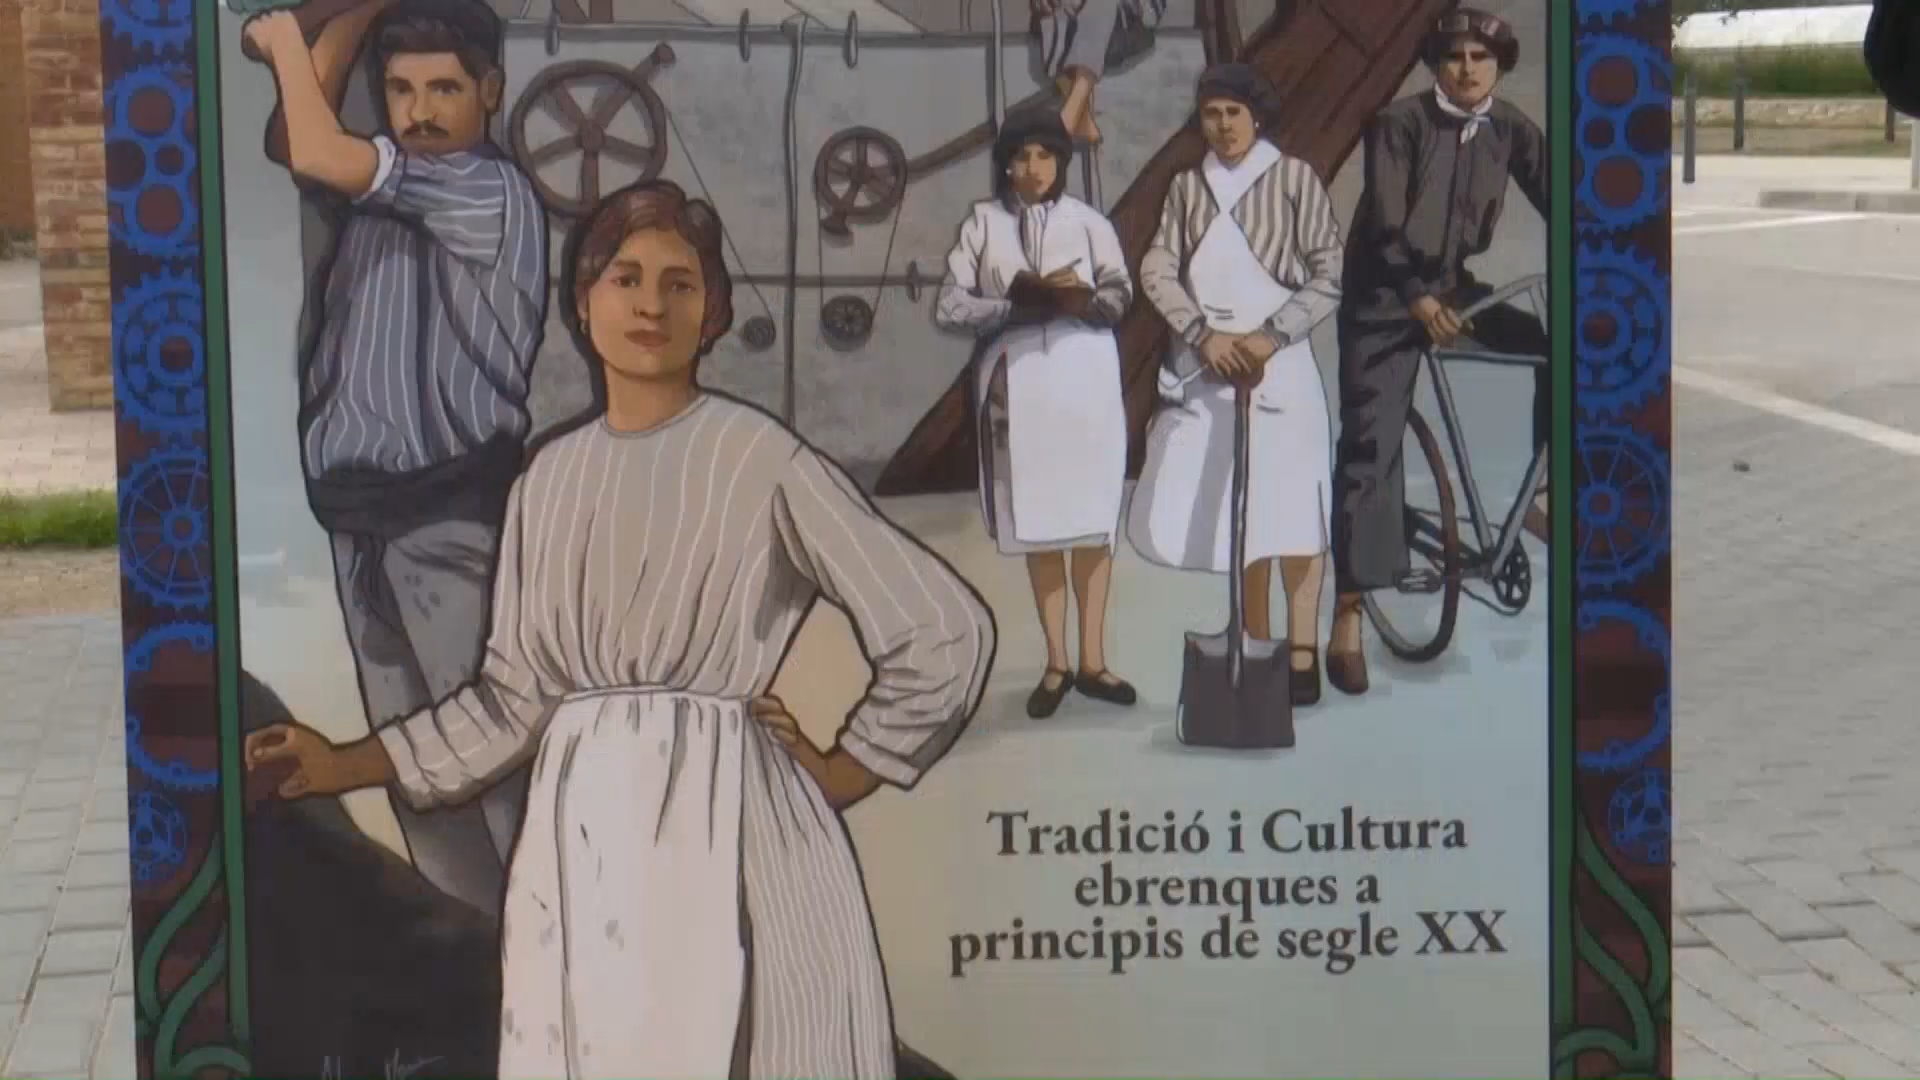 Tradició i Cultura
ebrenques a
principis de segle XX